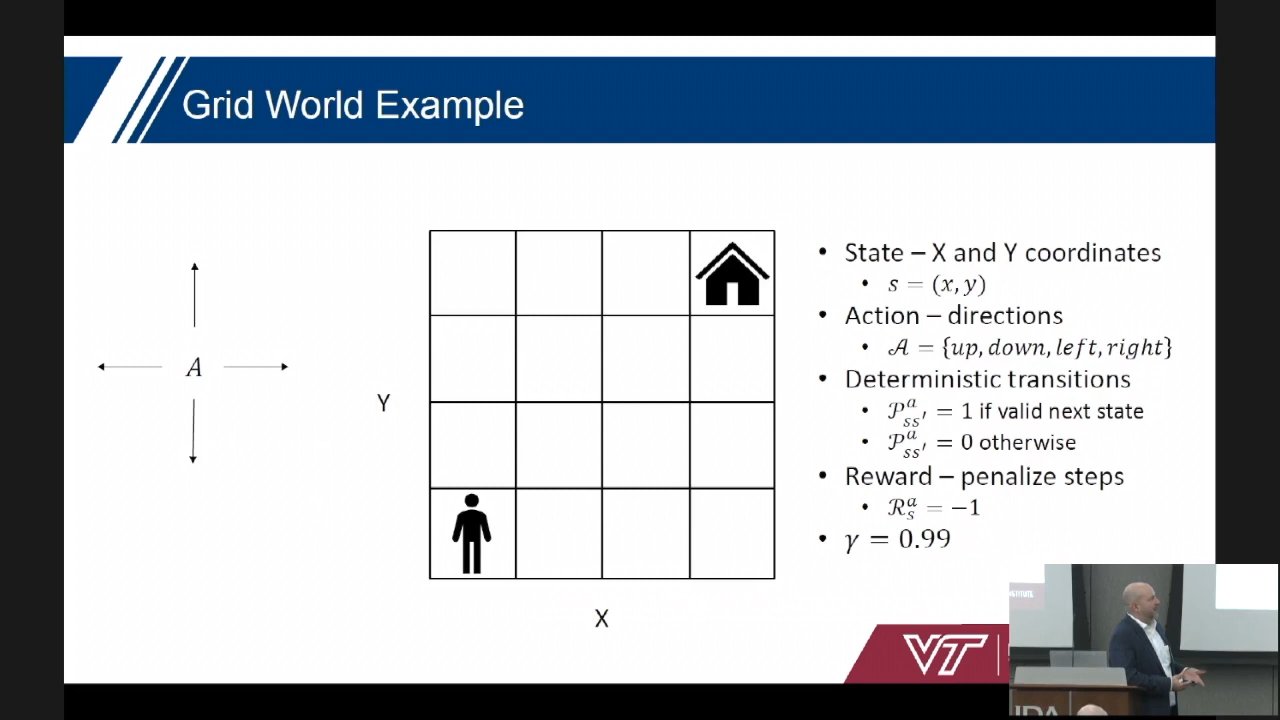 Grid World Example
A
Y
X
• State – X and Y coordinates
• s = (x, y)
• Action – directions
• 𝒜 = {up, down, left, right}
• Deterministic transitions
• 𝒫ᵃₛₛ′ = 1 if valid next state
• 𝒫ᵃₛₛ′ = 0 otherwise
• Reward – penalize steps
• ℛᵃₛ = −1
• γ = 0.99
VT
IDA